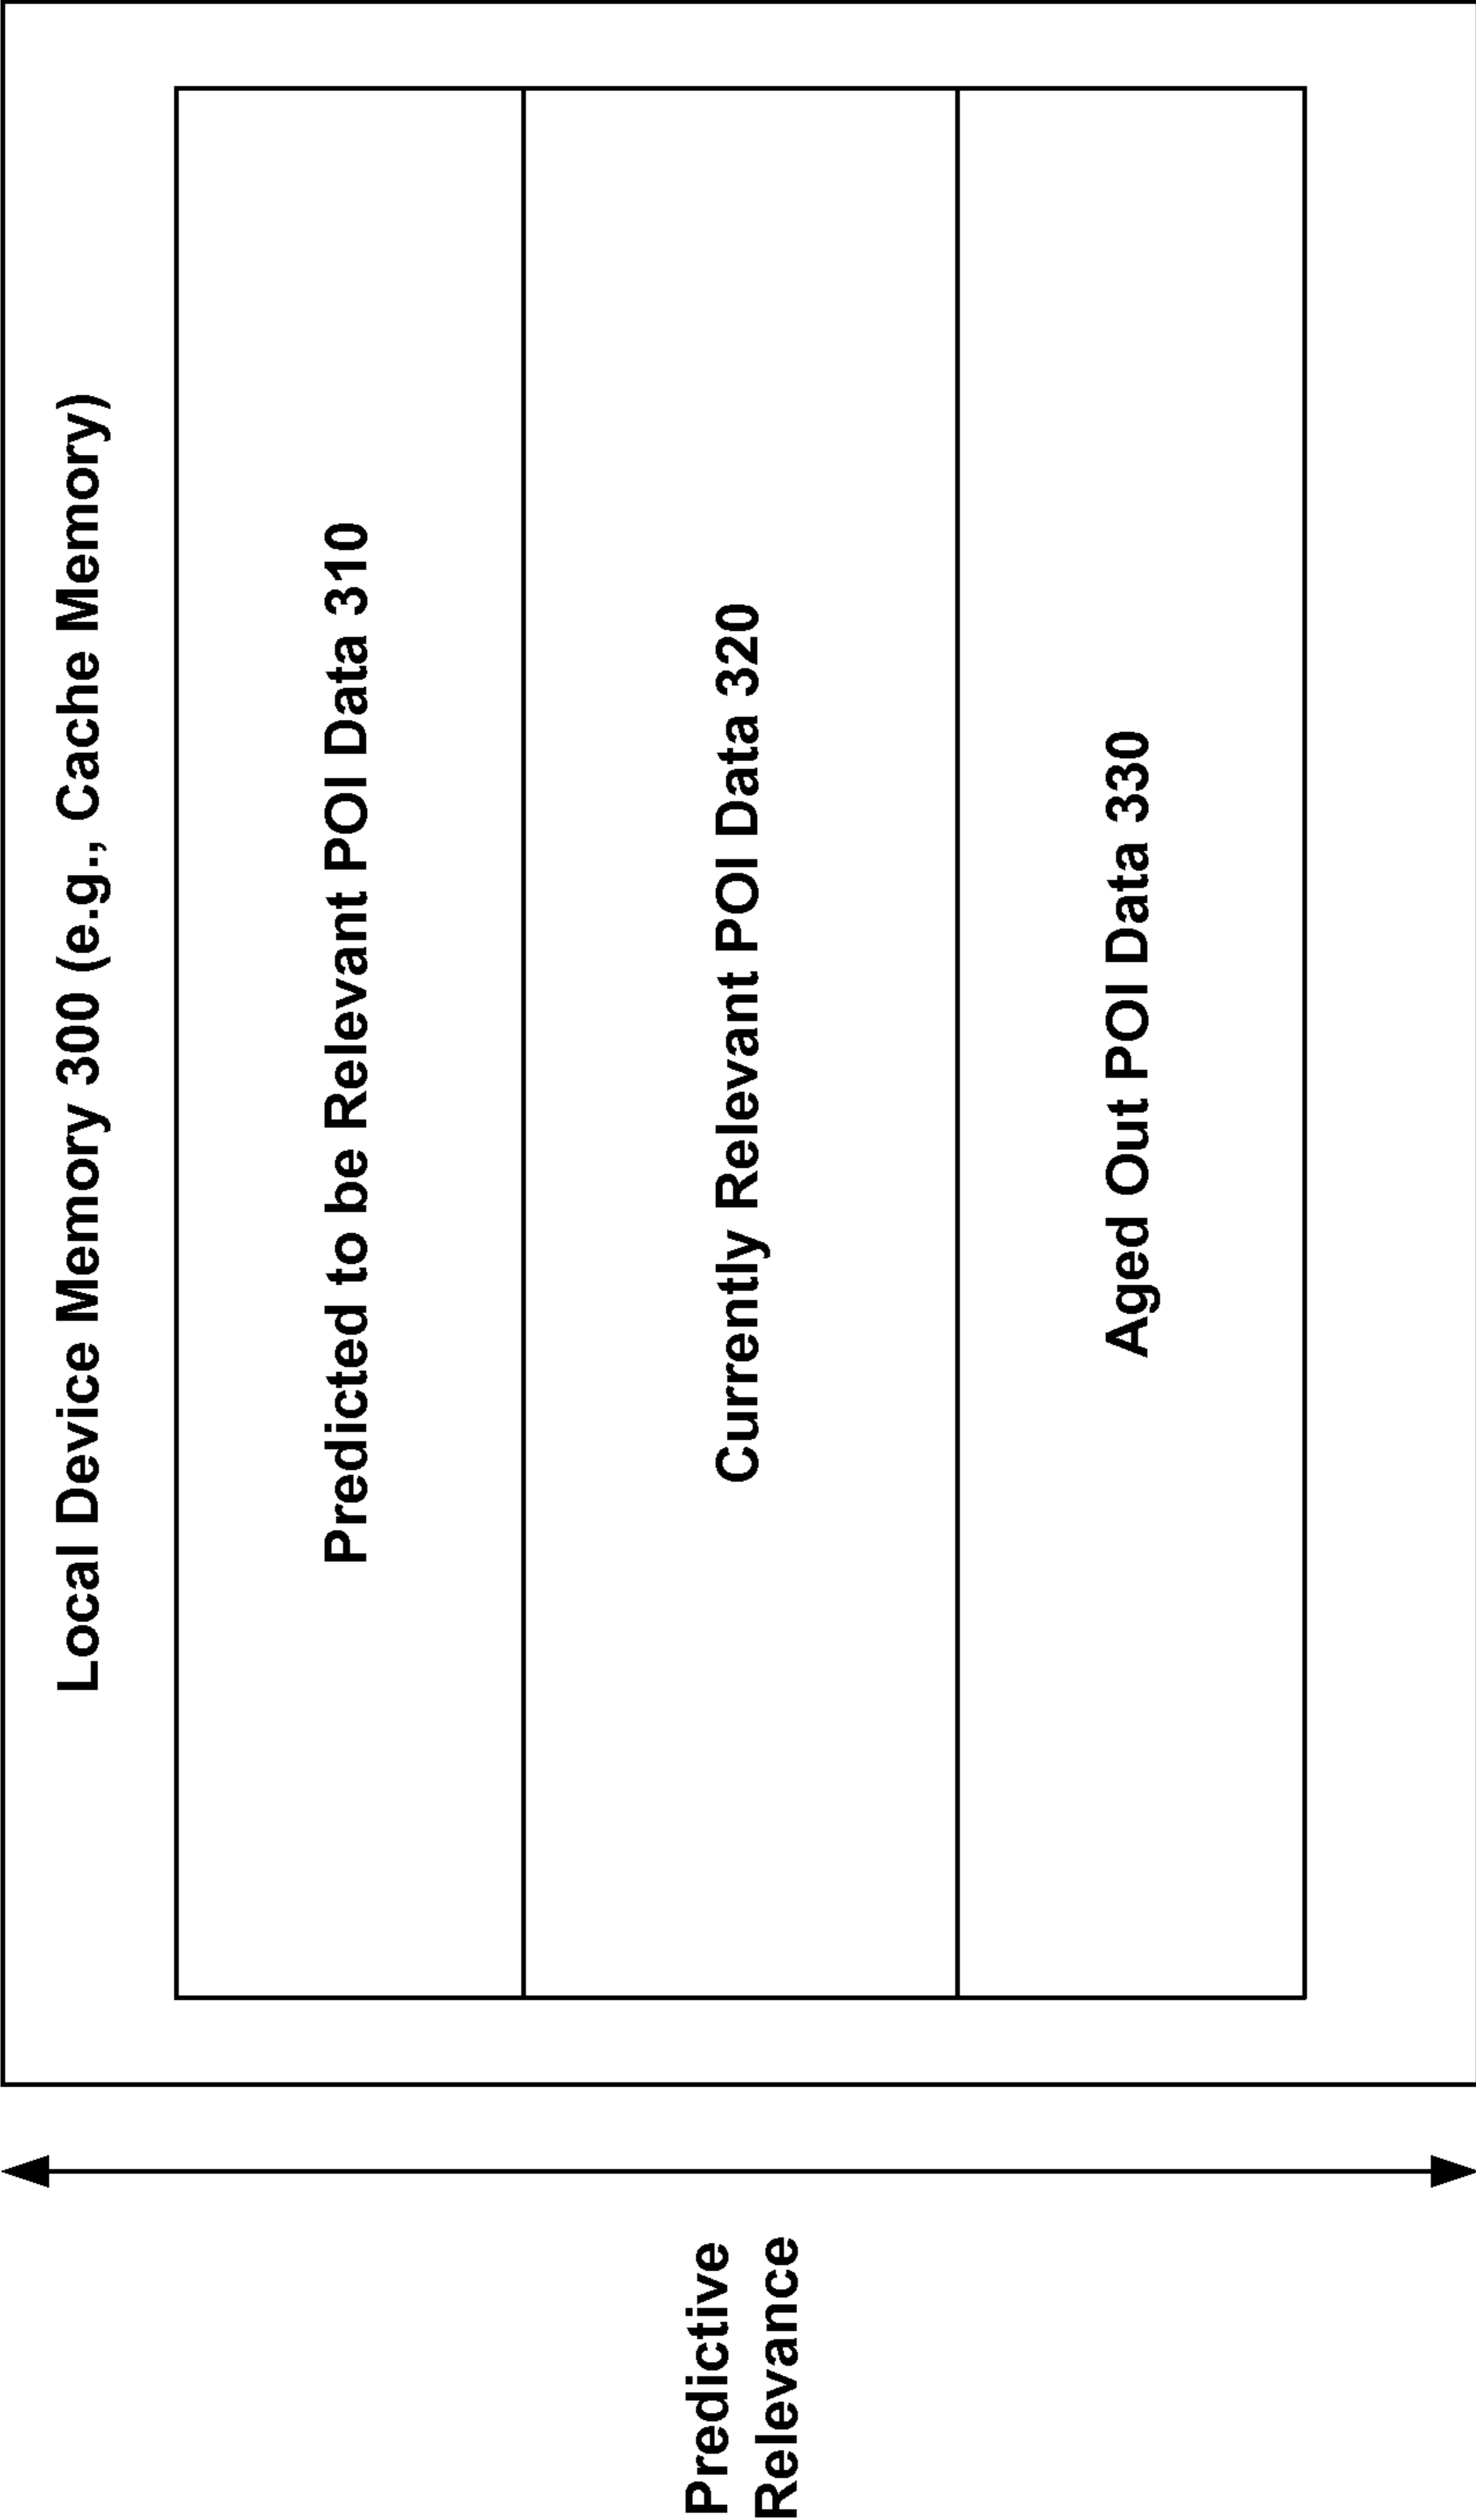 Local Device Memory 300 (e.g., Cache Memory)
Predicted to be Relevant POI Data 310
Currently Relevant POI Data 320
Aged Out POI Data 330
Predictive
Relevance